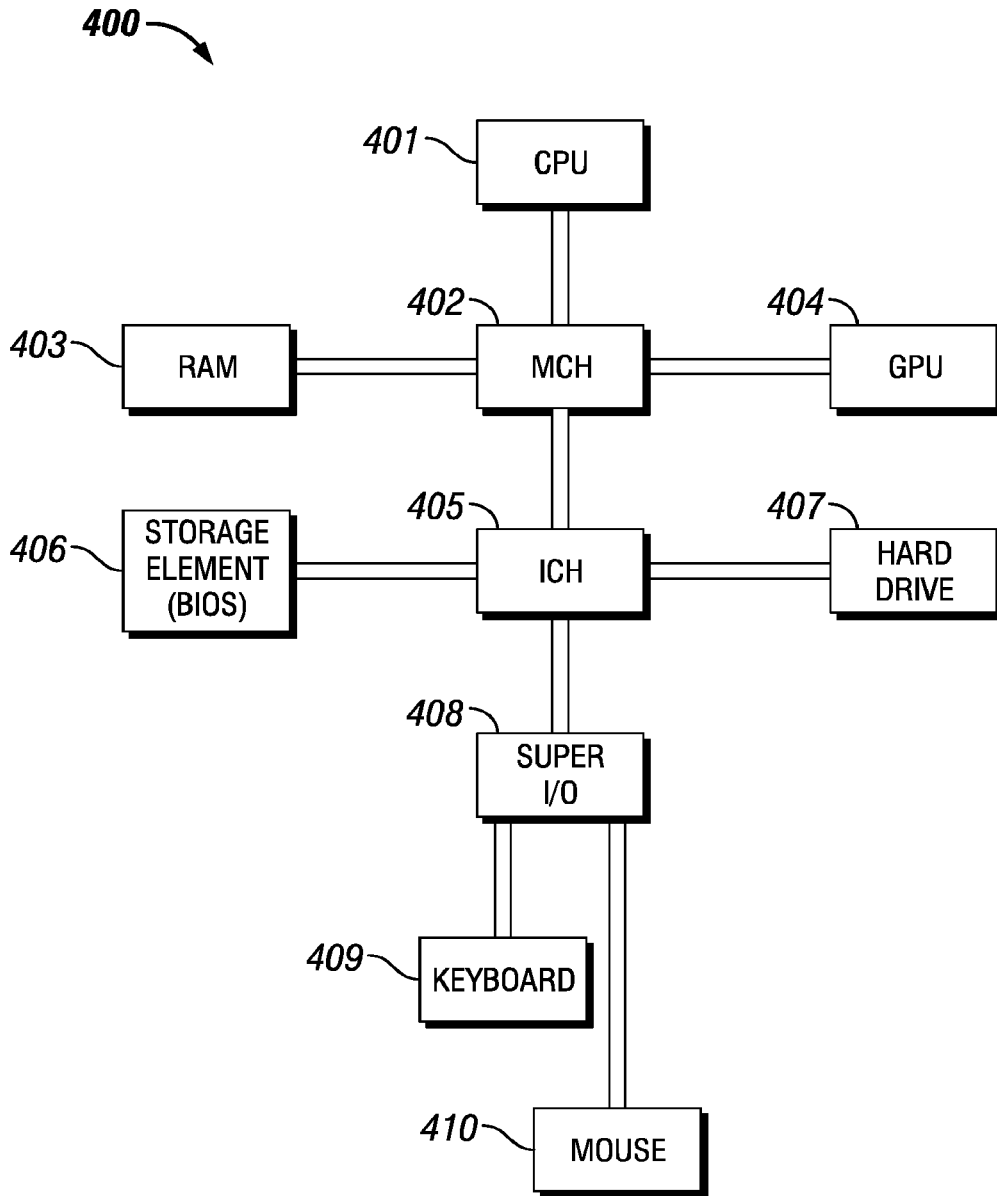 400
401
CPU
402
404
403
RAM
MCH
GPU
405
407
406
STORAGE
ELEMENT
(BIOS)
ICH
HARD
DRIVE
408
SUPER
I/O
409
KEYBOARD
410
MOUSE